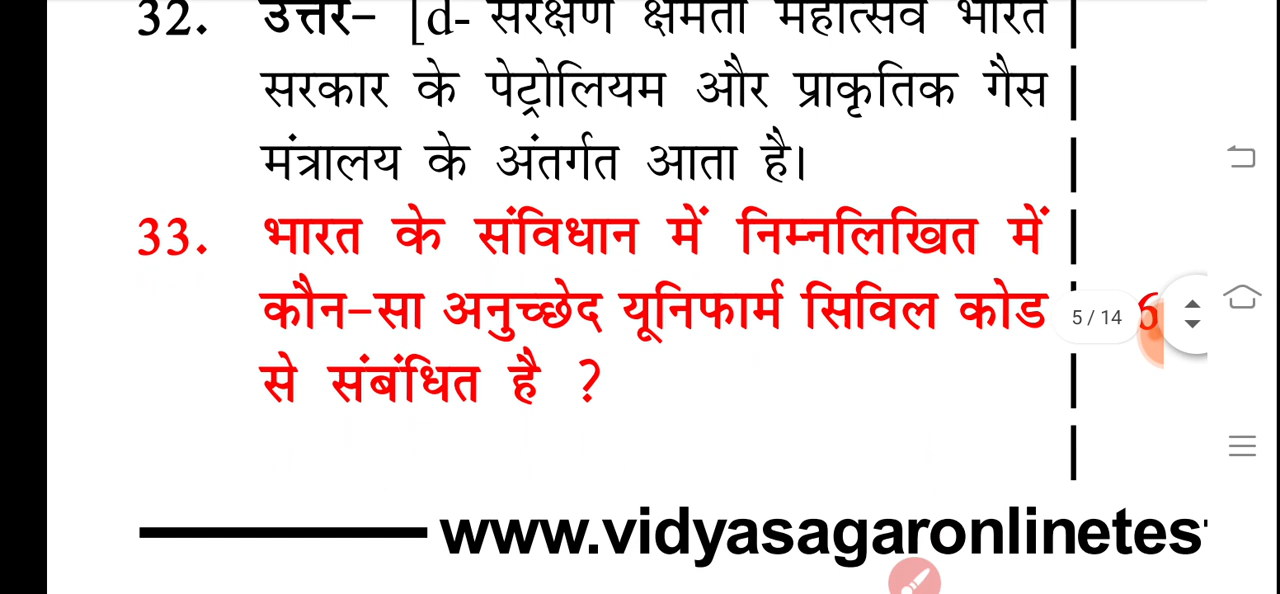 32. उत्तर- [d- संरक्षण क्षमता महोत्सव भारत
सरकार के पेट्रोलियम और प्राकृतिक गैस
मंत्रालय के अंतर्गत आता है।
33. भारत के संविधान में निम्नलिखित में
कौन-सा अनुच्छेद यूनिफार्म सिविल कोड
से संबंधित है ?
5 / 14
6
www.vidyasagaronlinetes